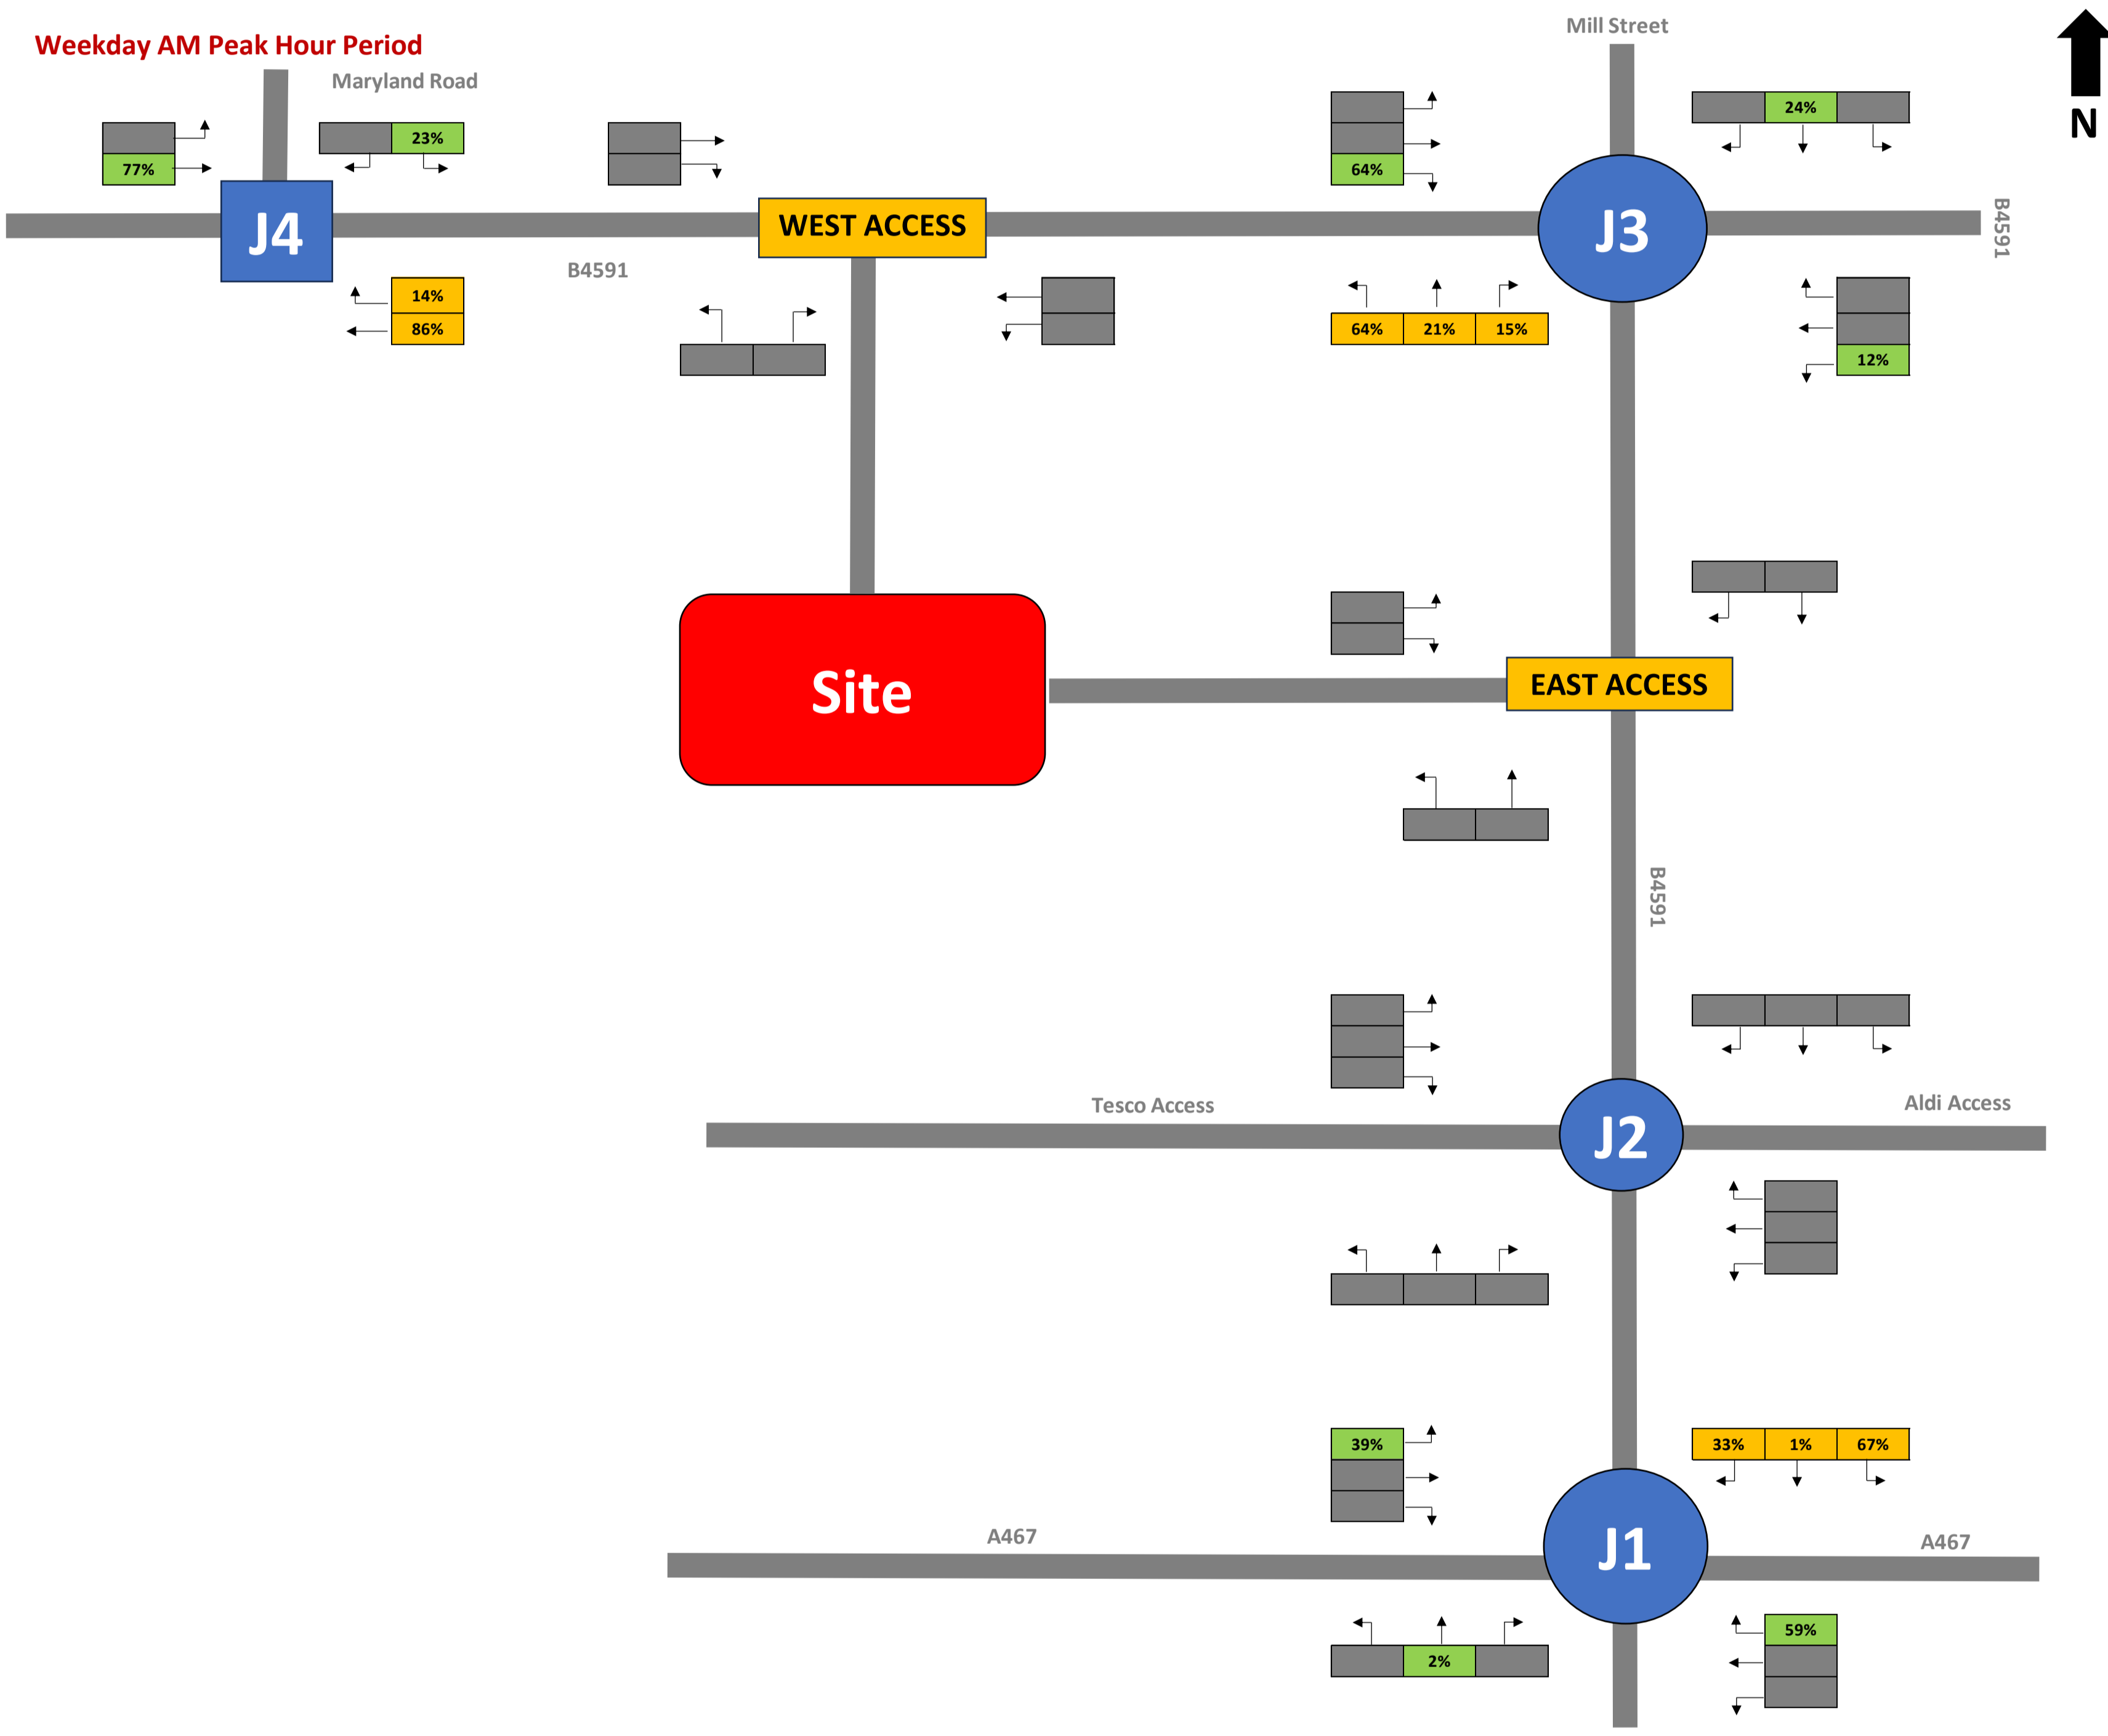 Mill Street
Weekday AM Peak Hour Period
Maryland Road
24%
N
23%
77%
64%
B4591
J4
WEST ACCESS
J3
B4591
14%
86%
64% 21% 15%
12%
Site
EAST ACCESS
B4591
Tesco Access
Aldi Access
J2
39%
33% 1% 67%
A467
J1
A467
59%
2%